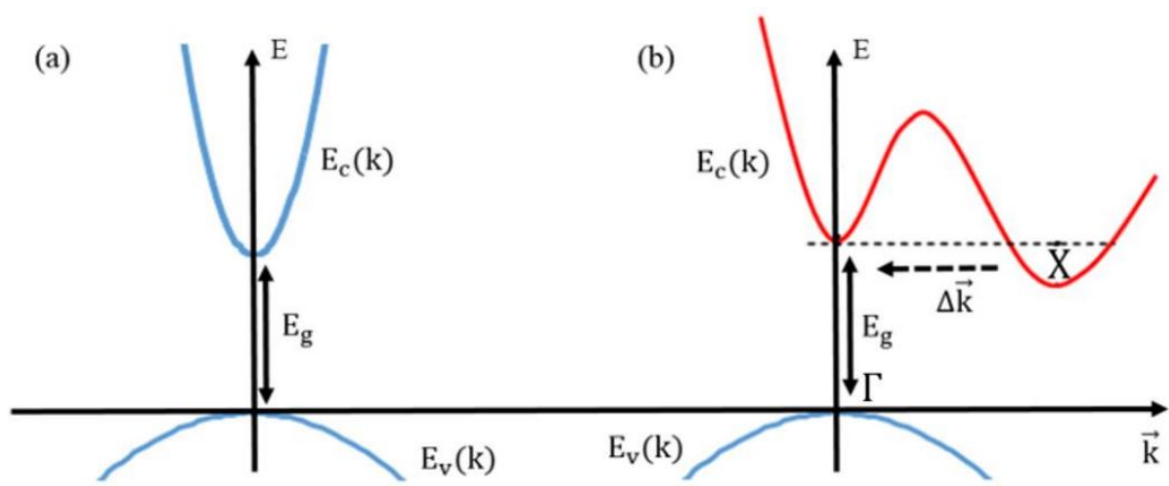 (a)
E
E_c(k)
E_g
E_v(k)
(b)
E
E_c(k)
X⃗
Δk⃗
E_g
Γ
E_v(k)
k⃗